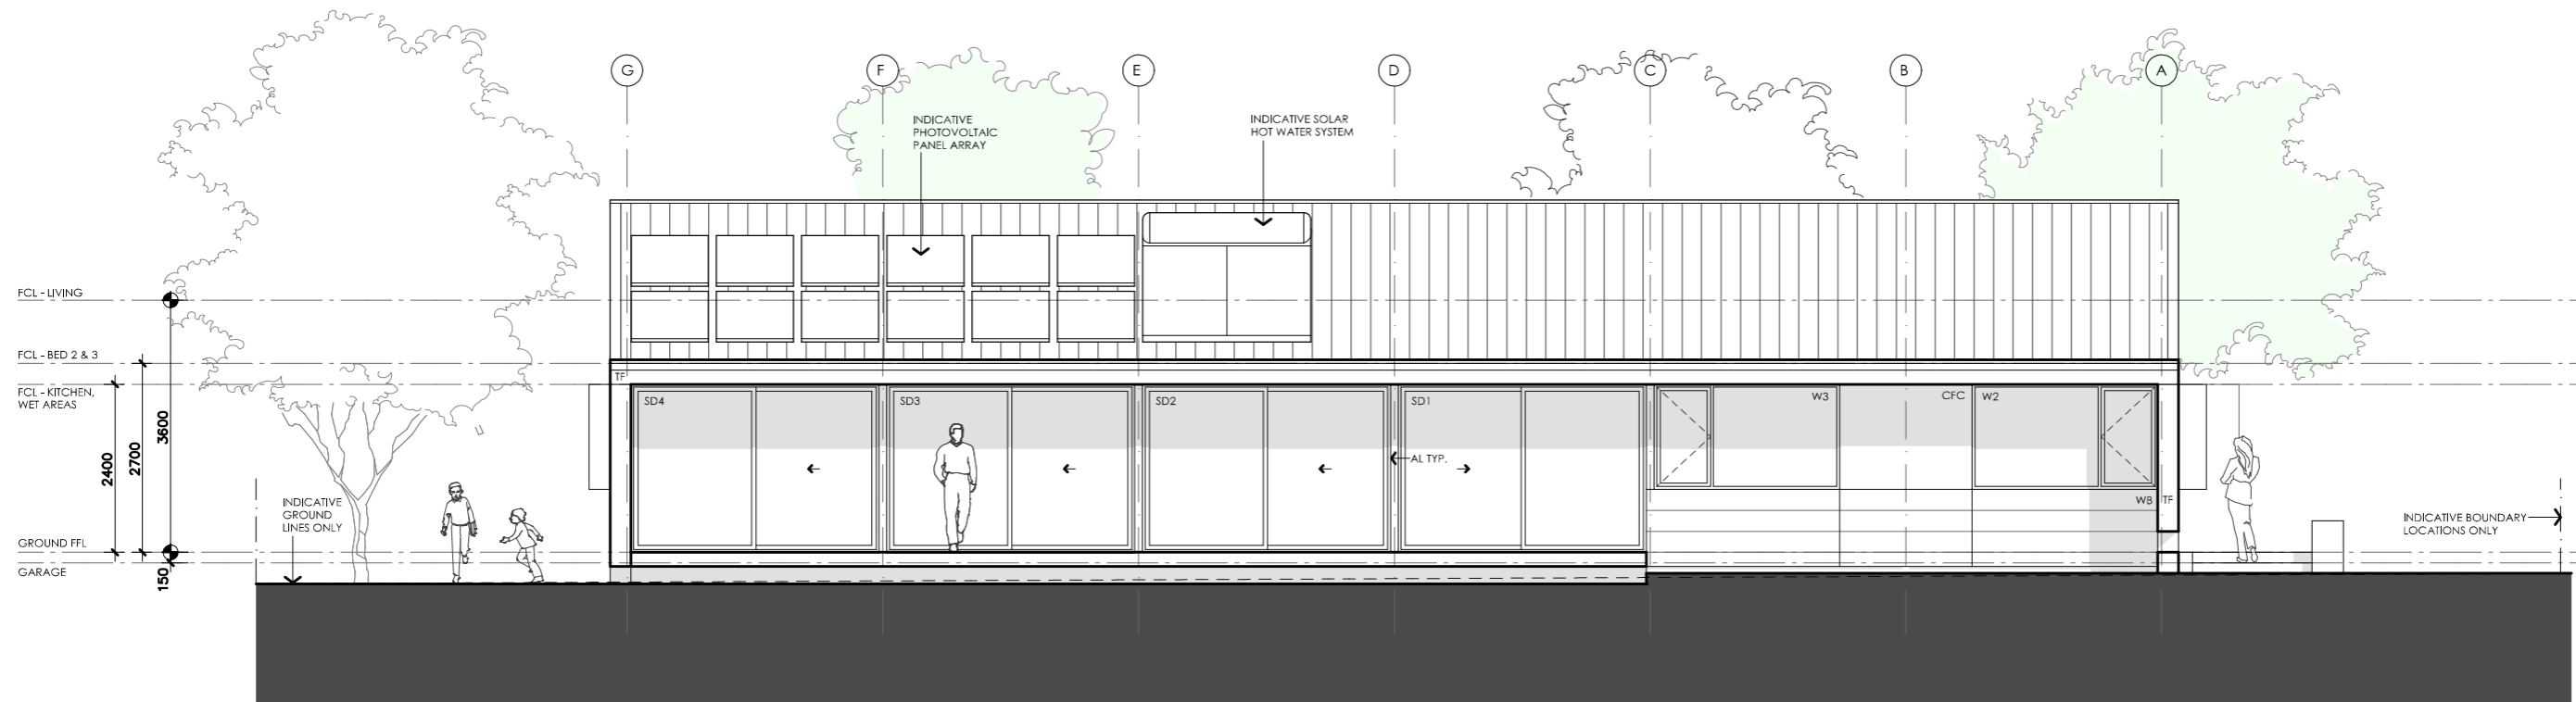 G
F
E
D
C
B
A
INDICATIVE
PHOTOVOLTAIC
PANEL ARRAY
INDICATIVE SOLAR
HOT WATER SYSTEM
FCL - LIVING
FCL - BED 2 & 3
FCL - KITCHEN,
WET AREAS
TF
SD4
SD3
SD2
SD1
W3
CFC
W2
3600
2700
2400
AL TYP.
WB
TF
INDICATIVE
GROUND
LINES ONLY
INDICATIVE BOUNDARY
LOCATIONS ONLY
GROUND FFL
GARAGE
150